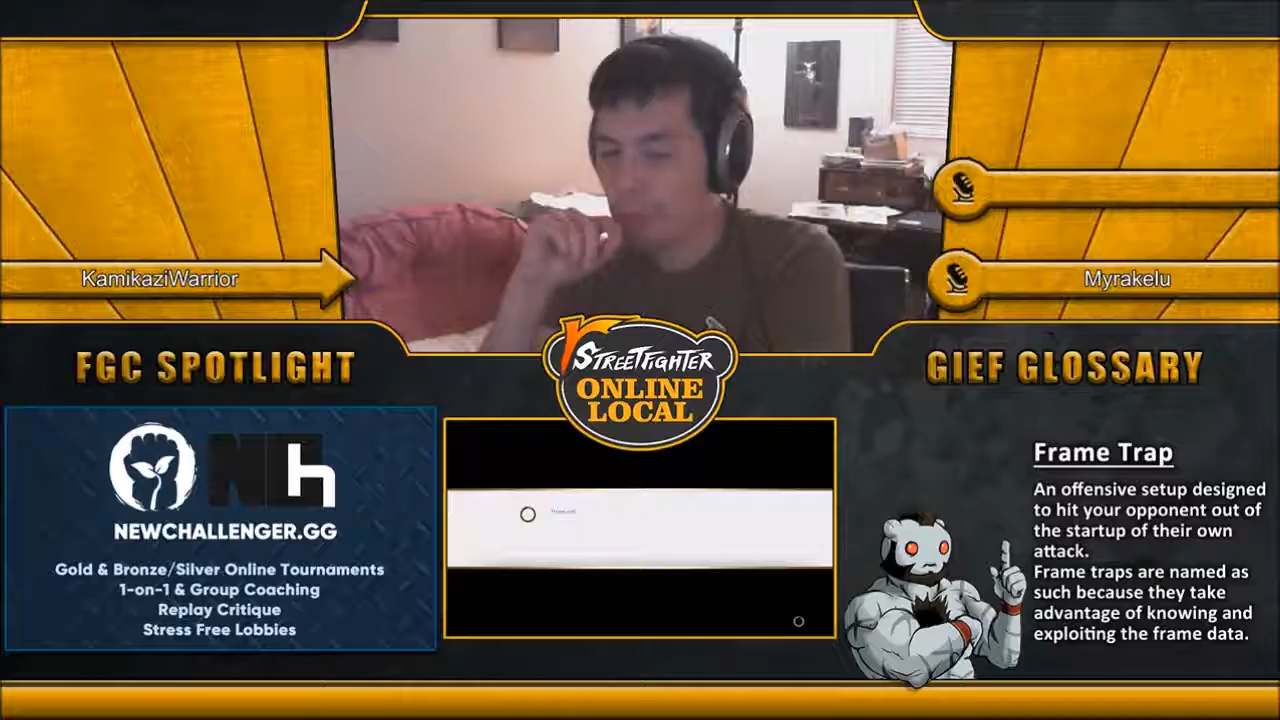 KamikaziWarrior
Myrakelu
FGC SPOTLIGHT
STREETFIGHTER
ONLINE
LOCAL
GIEF GLOSSARY
NEWCHALLENGER.GG
Gold & Bronze/Silver Online Tournaments
1-on-1 & Group Coaching
Replay Critique
Stress Free Lobbies
Frame Trap
An offensive setup designed
to hit your opponent out of
the startup of their own
attack.
Frame traps are named as
such because they take
advantage of knowing and
exploiting the frame data.